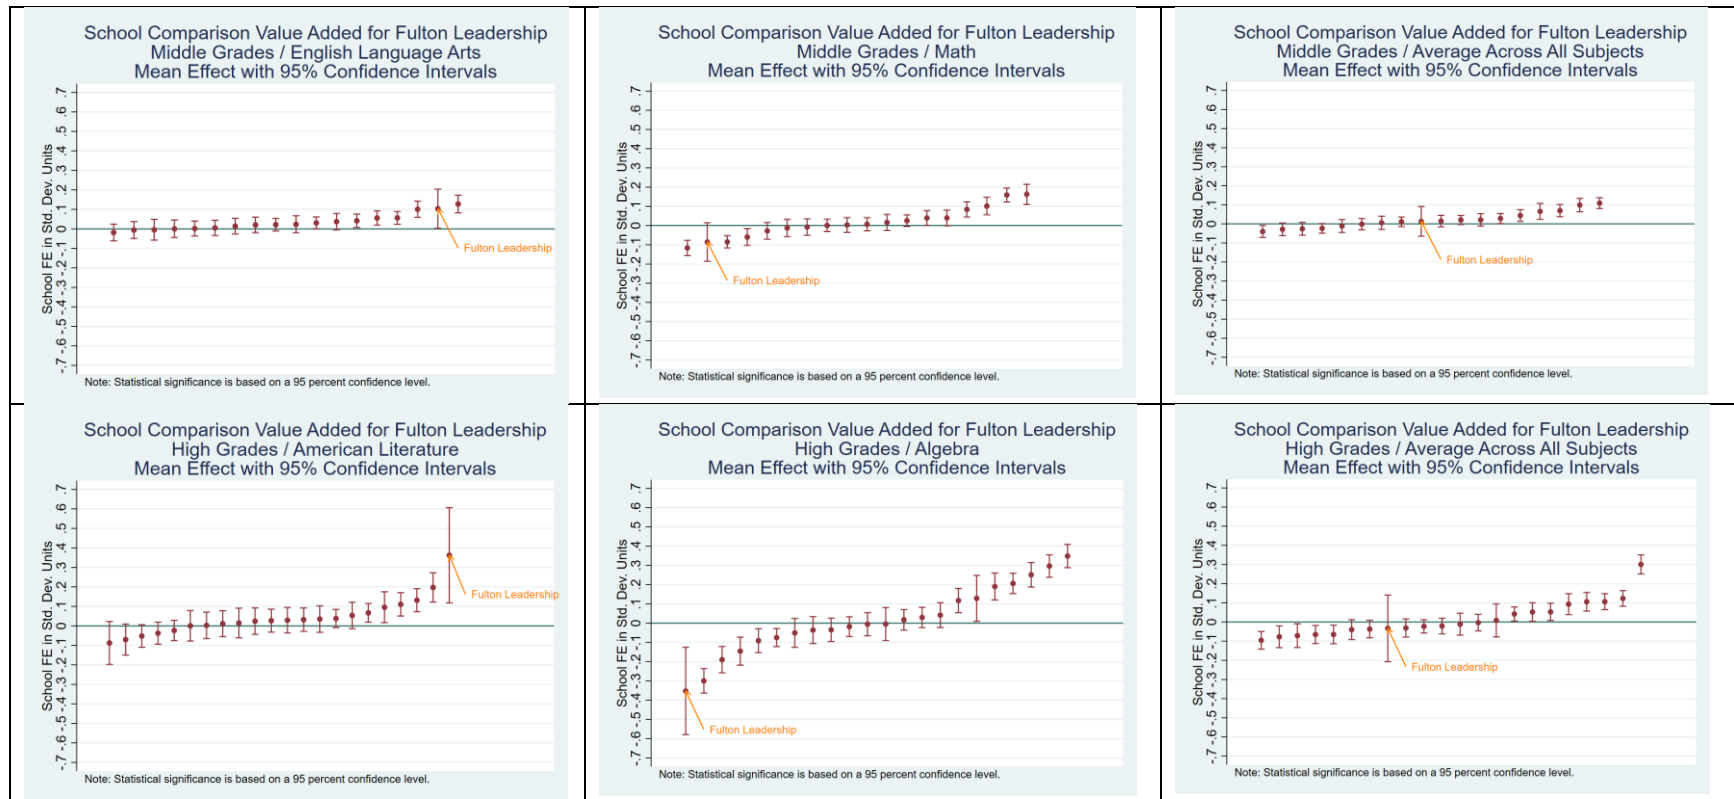 School Comparison Value Added for Fulton Leadership
Middle Grades / English Language Arts
Mean Effect with 95% Confidence Intervals
School FE in Std. Dev. Units
-.7 -.6 -.5 -.4 -.3 -.2 -.1 0 .1 .2 .3 .4 .5 .6 .7
Fulton Leadership
Note: Statistical significance is based on a 95 percent confidence level.
School Comparison Value Added for Fulton Leadership
Middle Grades / Math
Mean Effect with 95% Confidence Intervals
School FE in Std. Dev. Units
-.7 -.6 -.5 -.4 -.3 -.2 -.1 0 .1 .2 .3 .4 .5 .6 .7
Fulton Leadership
Note: Statistical significance is based on a 95 percent confidence level.
School Comparison Value Added for Fulton Leadership
Middle Grades / Average Across All Subjects
Mean Effect with 95% Confidence Intervals
School FE in Std. Dev. Units
-.7 -.6 -.5 -.4 -.3 -.2 -.1 0 .1 .2 .3 .4 .5 .6 .7
Fulton Leadership
Note: Statistical significance is based on a 95 percent confidence level.
School Comparison Value Added for Fulton Leadership
High Grades / American Literature
Mean Effect with 95% Confidence Intervals
School FE in Std. Dev. Units
-.7 -.6 -.5 -.4 -.3 -.2 -.1 0 .1 .2 .3 .4 .5 .6 .7
Fulton Leadership
Note: Statistical significance is based on a 95 percent confidence level.
School Comparison Value Added for Fulton Leadership
High Grades / Algebra
Mean Effect with 95% Confidence Intervals
School FE in Std. Dev. Units
-.7 -.6 -.5 -.4 -.3 -.2 -.1 0 .1 .2 .3 .4 .5 .6 .7
Fulton Leadership
Note: Statistical significance is based on a 95 percent confidence level.
School Comparison Value Added for Fulton Leadership
High Grades / Average Across All Subjects
Mean Effect with 95% Confidence Intervals
School FE in Std. Dev. Units
-.7 -.6 -.5 -.4 -.3 -.2 -.1 0 .1 .2 .3 .4 .5 .6 .7
Fulton Leadership
Note: Statistical significance is based on a 95 percent confidence level.